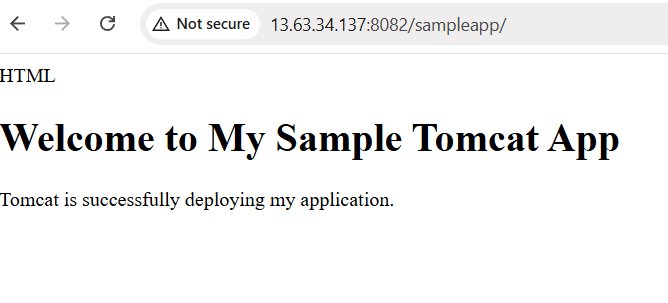 Not secure 13.63.34.137:8082/sampleapp/
HTML
Welcome to My Sample Tomcat App
Tomcat is successfully deploying my application.